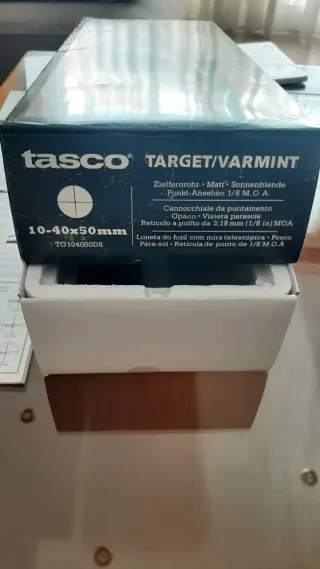 tasco® TARGET/VARMINT
10-40x50mm
TG104050DS
Zielfernrohr • Matt • Sonnenblende
Punkt-Absehen 1/8 M.O.A.
Cannocchiale da puntamento
Opaco • Visiera parasole
Reticolo a punto da 3,18 mm (1/8 in) MOA
Luneta do fuzil com mira telescópica • Fosco
Pára-sol • Retícula de ponto de 1/8 M.O.A